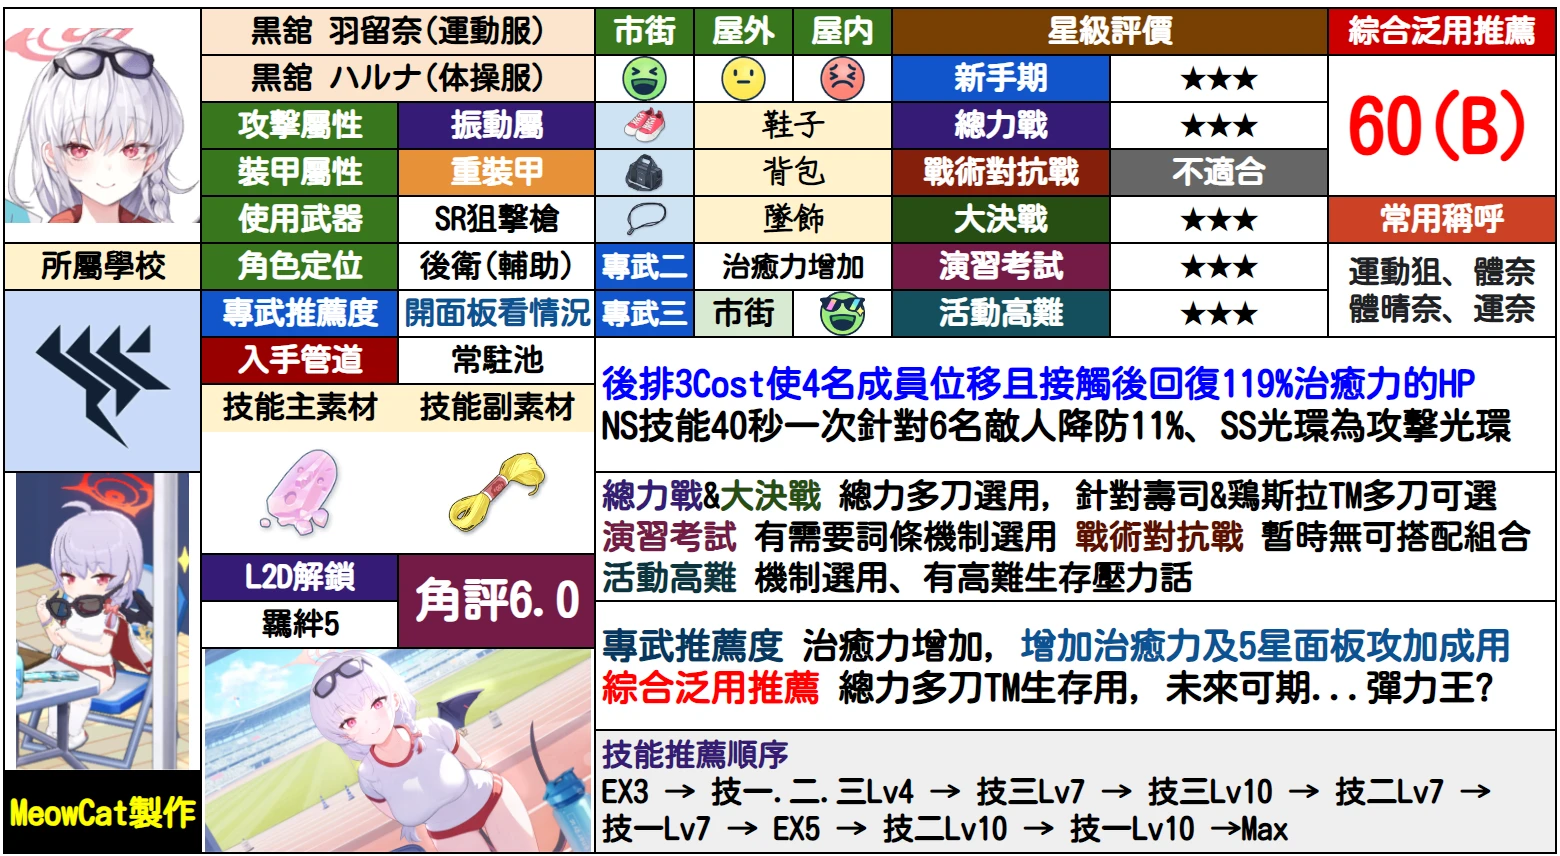 黒舘 羽留奈(運動服)
黒舘 ハルナ(体操服)
攻擊屬性 振動屬
裝甲屬性 重裝甲
使用武器 SR狙擊槍
所屬學校
角色定位 後衛(輔助)
專武推薦度 開面板看情況
入手管道 常駐池
技能主素材 技能副素材
L2D解鎖
羈絆5
角評6.0
MeowCat製作
市街 屋外 屋内
鞋子
背包
墜飾
專武二 治癒力增加
專武三 市街
星級評價
新手期 ★★★
總力戰 ★★★
戰術對抗戰 不適合
大決戰 ★★★
演習考試 ★★★
活動高難 ★★★
綜合泛用推薦
60(B)
常用稱呼
運動狙、體奈
體晴奈、運奈
後排3Cost使4名成員位移且接觸後回復119%治癒力的HP
NS技能40秒一次針對6名敵人降防11%、SS光環為攻擊光環
總力戰&大決戰 總力多刀選用, 針對壽司&鶏斯拉TM多刀可選
演習考試 有需要詞條機制選用 戰術對抗戰 暫時無可搭配組合
活動高難 機制選用、有高難生存壓力話
專武推薦度 治癒力增加, 增加治癒力及5星面板攻加成用
綜合泛用推薦 總力多刀TM生存用, 未來可期...彈力王?
技能推薦順序
EX3 → 技一.二.三Lv4 → 技三Lv7 → 技三Lv10 → 技二Lv7 →
技一Lv7 → EX5 → 技二Lv10 → 技一Lv10 →Max